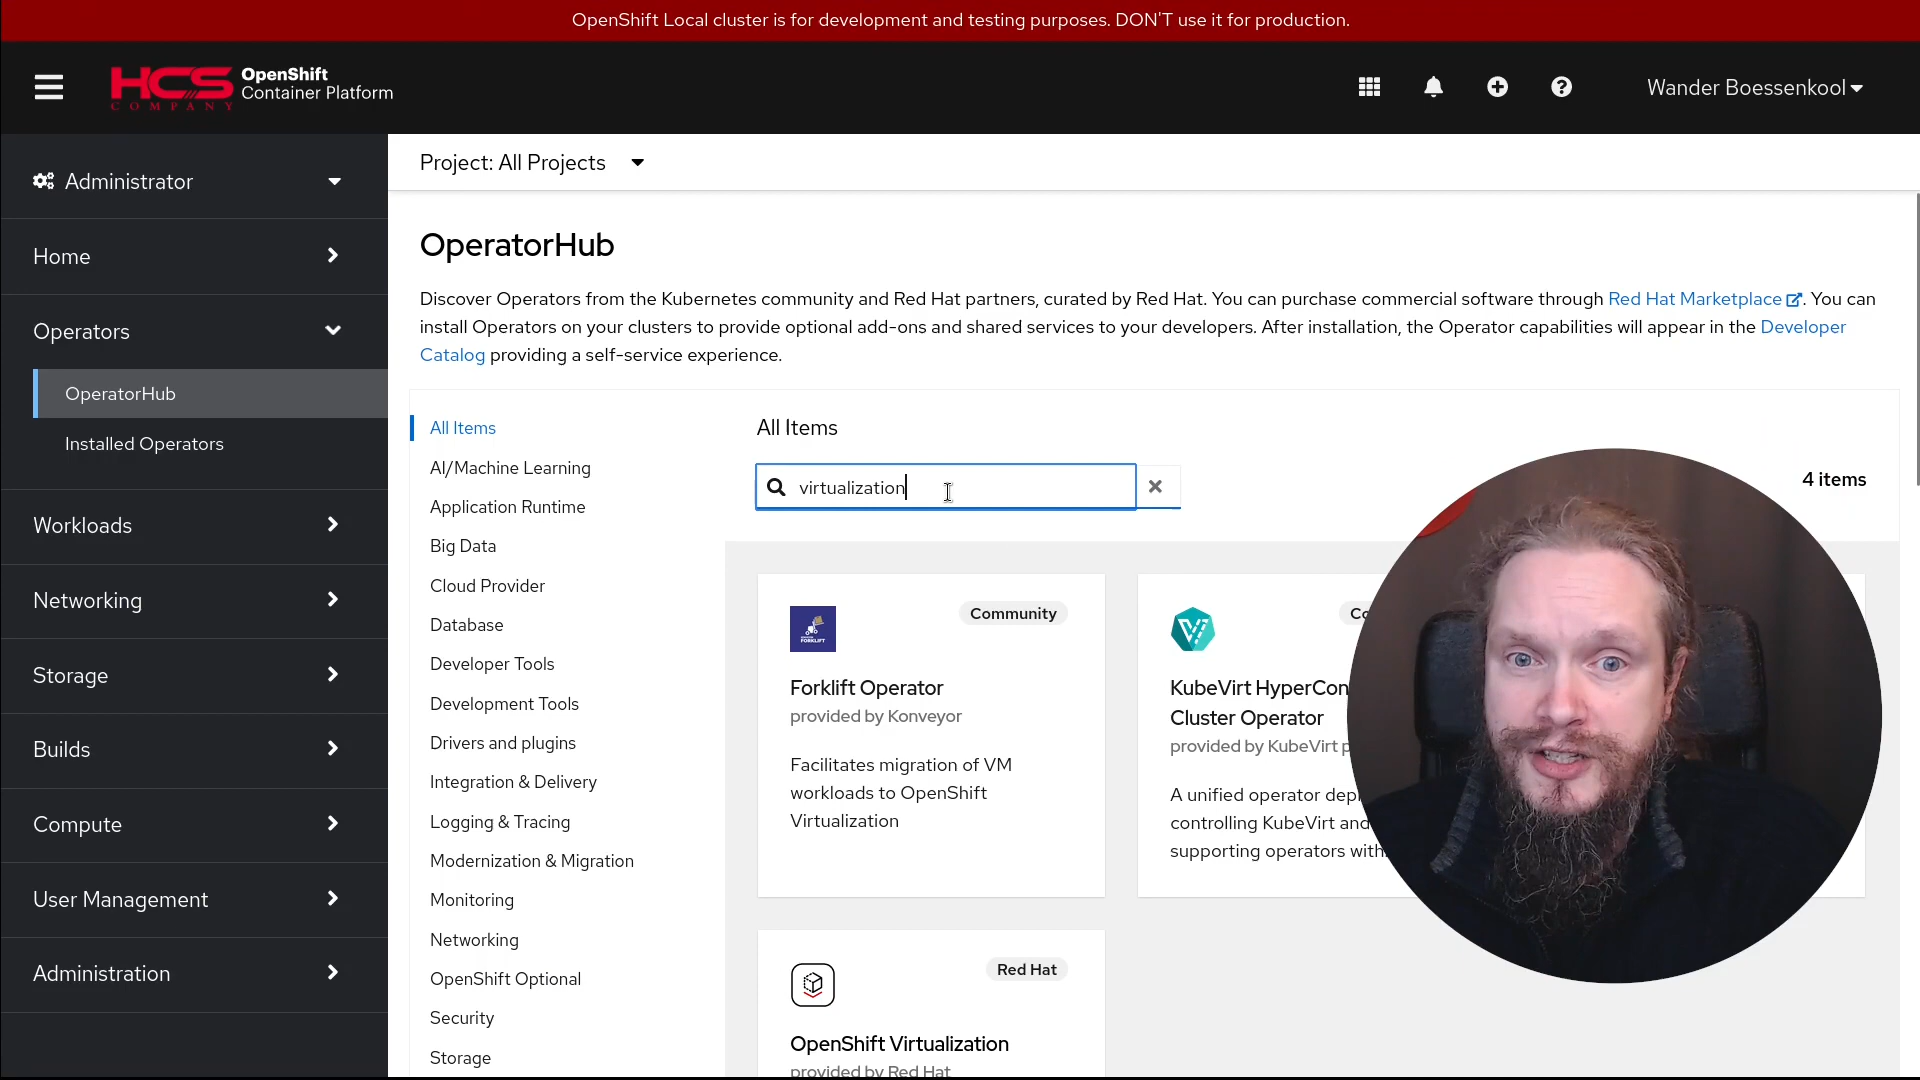 OpenShift Local cluster is for development and testing purposes. DON'T use it for production.
HCS
COMPANY
OpenShift
Container Platform
Wander Boessenkool
Administrator
Home
Operators
OperatorHub
Installed Operators
Workloads
Networking
Storage
Builds
Compute
User Management
Administration
Project: All Projects
OperatorHub
Discover Operators from the Kubernetes community and Red Hat partners, curated by Red Hat. You can purchase commercial software through Red Hat Marketplace. You can
install Operators on your clusters to provide optional add-ons and shared services to your developers. After installation, the Operator capabilities will appear in the Developer
Catalog providing a self-service experience.
All Items
AI/Machine Learning
Application Runtime
Big Data
Cloud Provider
Database
Developer Tools
Development Tools
Drivers and plugins
Integration & Delivery
Logging & Tracing
Modernization & Migration
Monitoring
Networking
OpenShift Optional
Security
Storage
All Items
virtualization
4 items
Community
FORKLIFT
Forklift Operator
provided by Konveyor
Facilitates migration of VM
workloads to OpenShift
Virtualization
KubeVirt HyperCon
Cluster Operator
provided by KubeVirt
A unified operator
controlling KubeVirt and
supporting operators
Red Hat
OpenShift Virtualization
provided by Red Hat